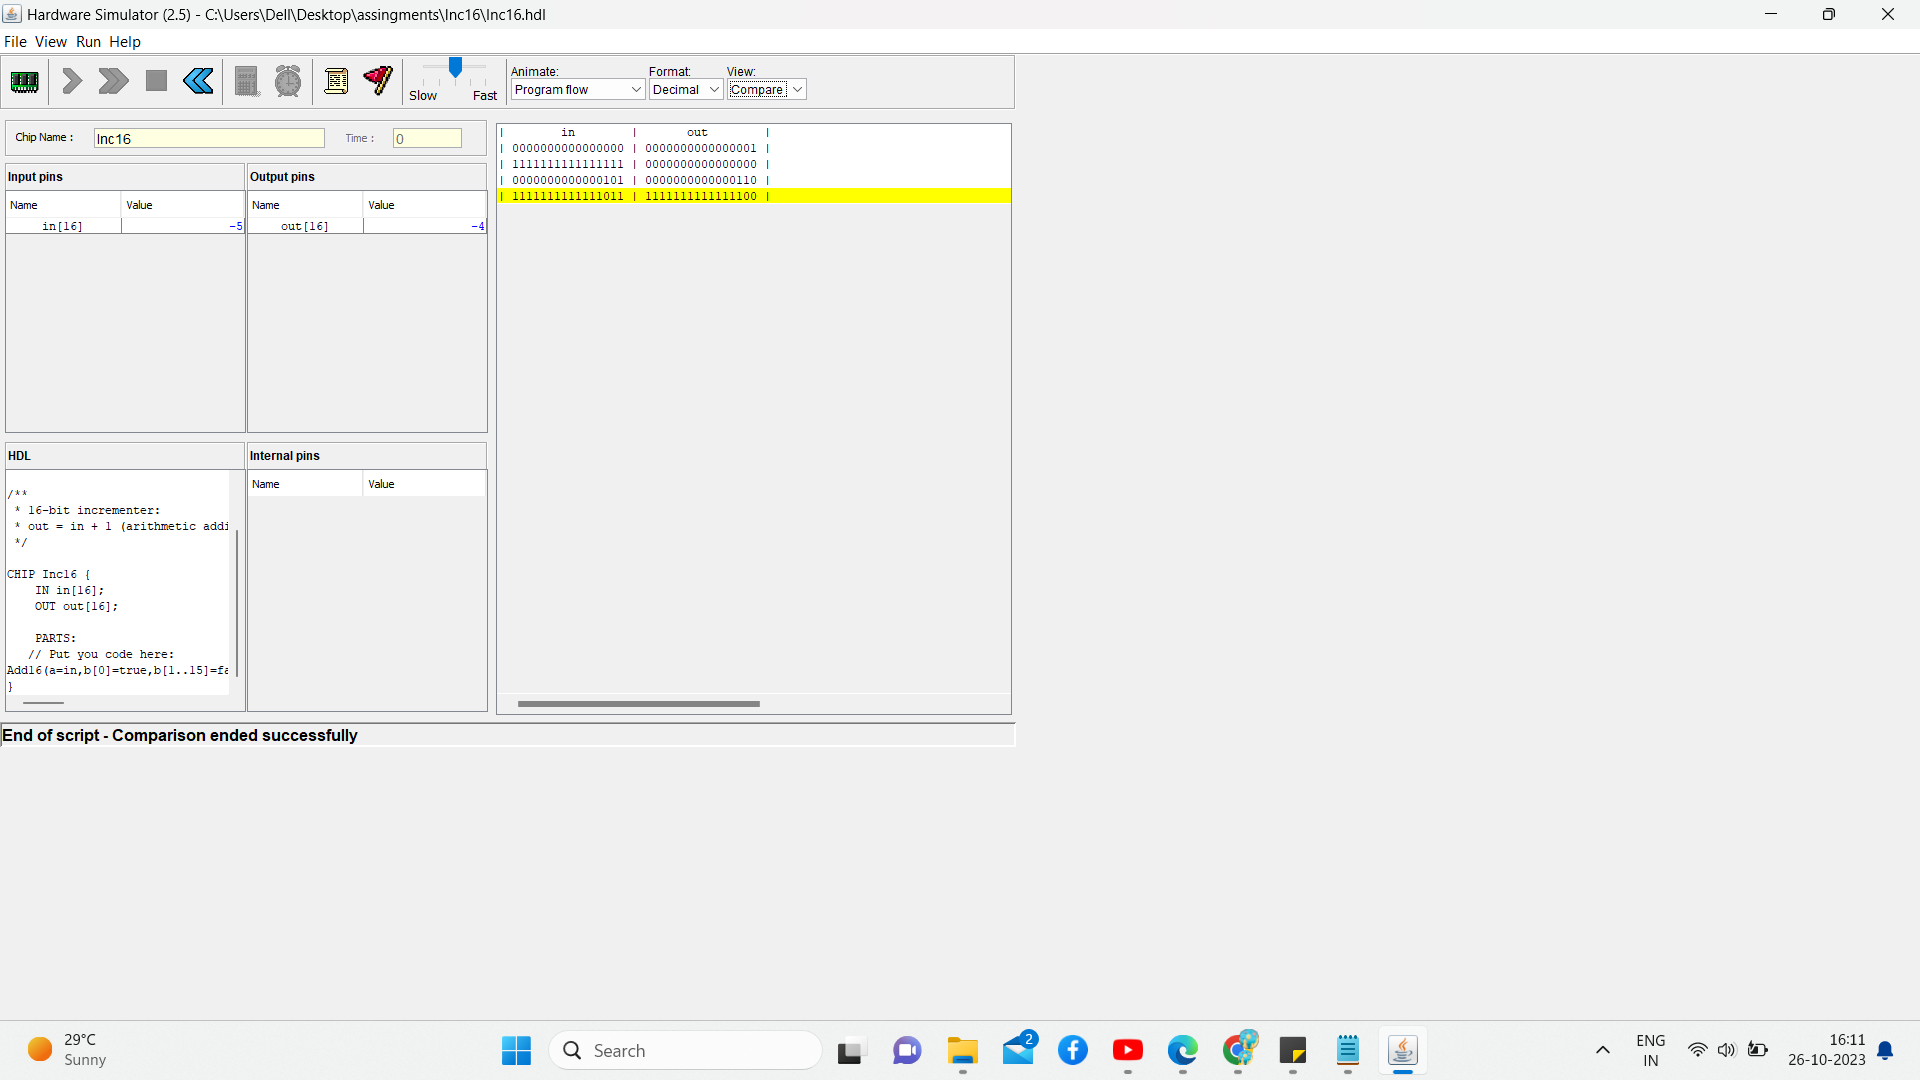 Hardware Simulator (2.5) - C:\Users\Dell\Desktop\assingments\Inc16\Inc16.hdl
File View Run Help
Slow Fast
Animate: Format: View:
Program flow Decimal Compare
Chip Name : Inc16 Time : 0
Input pins Output pins
Name Value Name Value
in[16] -5 out[16] -4
HDL Internal pins
Name Value
/**
* 16-bit incrementer:
* out = in + 1 (arithmetic addi
*/
CHIP Inc16 {
IN in[16];
OUT out[16];
PARTS:
// Put you code here:
Add16(a=in,b[0]=true,b[1..15]=fa
}
| in | out |
| 0000000000000000 | 0000000000000001 |
| 1111111111111111 | 0000000000000000 |
| 0000000000000101 | 0000000000000110 |
| 1111111111111011 | 1111111111111100 |
End of script - Comparison ended successfully
29°C
Sunny
Search
2
ENG
IN
16:11
26-10-2023